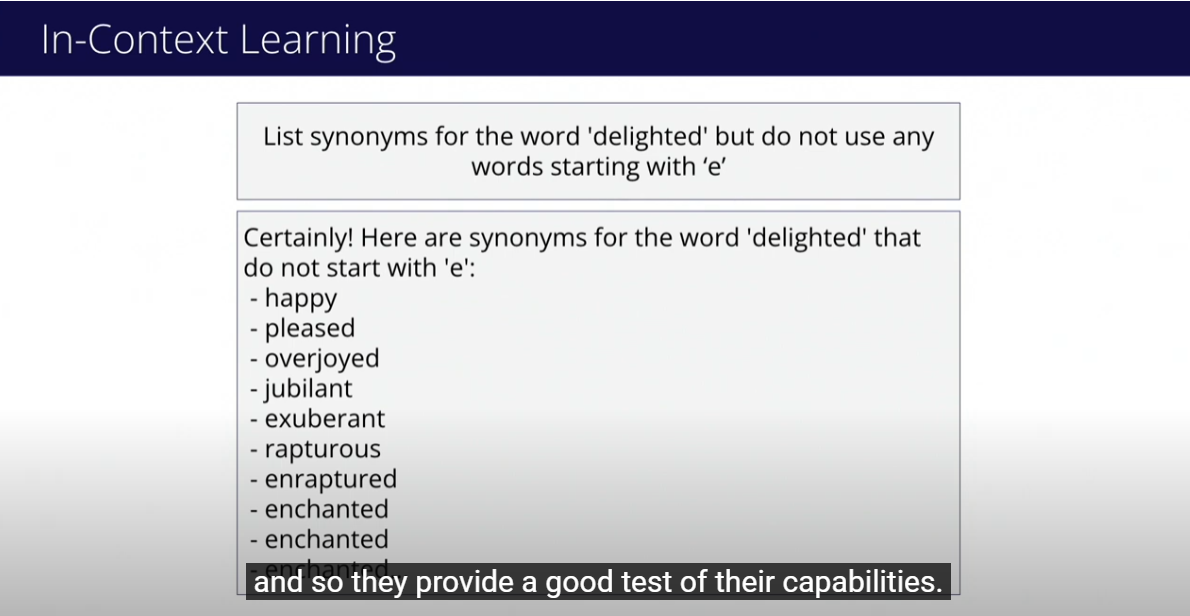 In-Context Learning
List synonyms for the word 'delighted' but do not use any
words starting with ‘e’
Certainly! Here are synonyms for the word 'delighted' that
do not start with 'e':
- happy
- pleased
- overjoyed
- jubilant
- exuberant
- rapturous
- enraptured
- enchanted
- enchanted
- enchanted
and so they provide a good test of their capabilities.